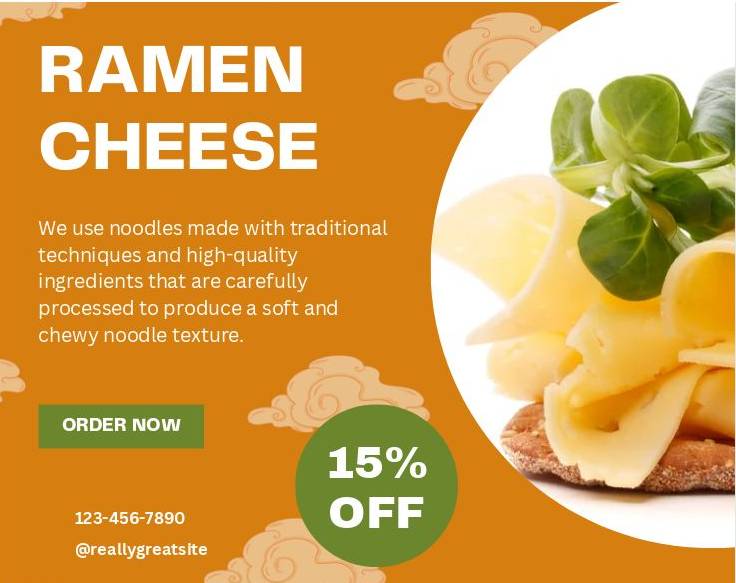 RAMEN
CHEESE
We use noodles made with traditional
techniques and high-quality
ingredients that are carefully
processed to produce a soft and
chewy noodle texture.
ORDER NOW
15%
OFF
123-456-7890
@reallygreatsite